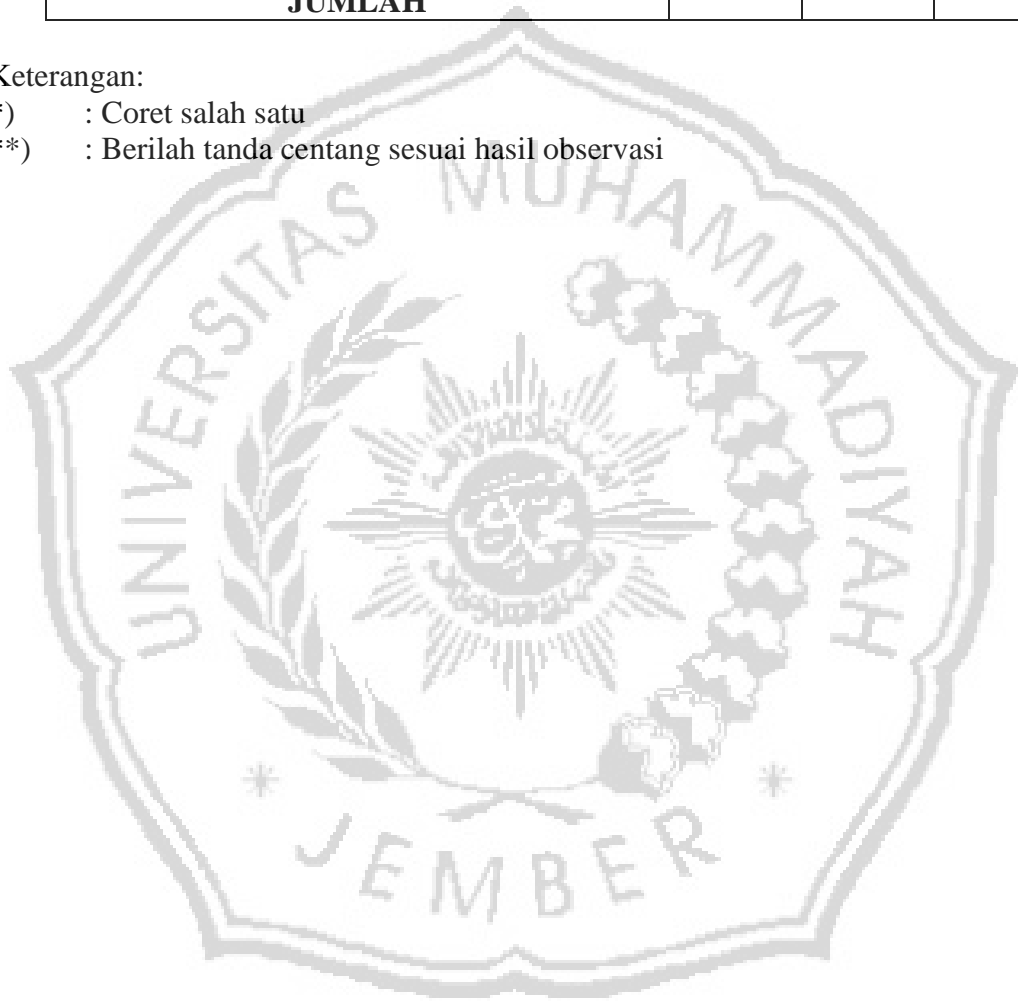 JUMLAH
Keterangan:
*) : Coret salah satu
**) : Berilah tanda centang sesuai hasil observasi
UNIVERSITAS MUHAMMADIYAH
JEMBER